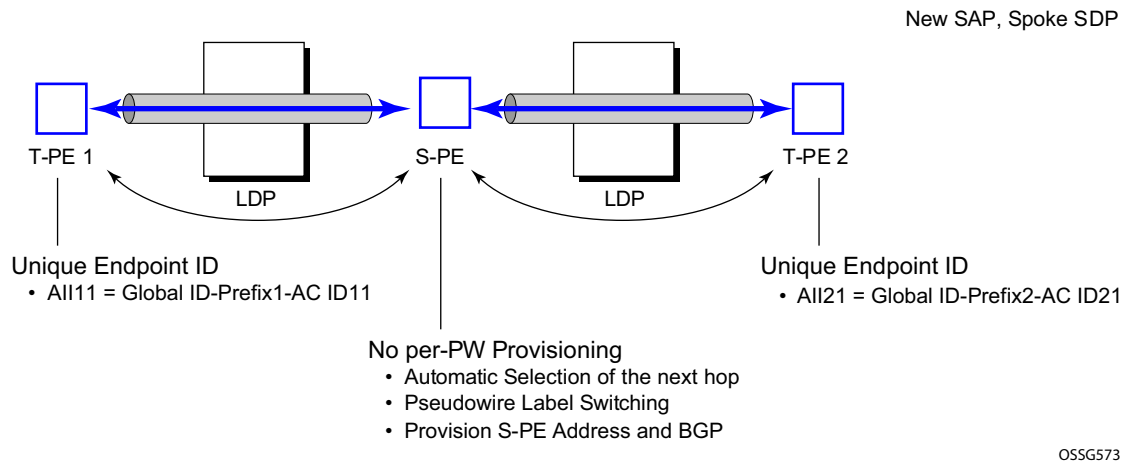 New SAP, Spoke SDP
T-PE 1
S-PE
T-PE 2
LDP
LDP
Unique Endpoint ID
• AII11 = Global ID-Prefix1-AC ID11
Unique Endpoint ID
• AII21 = Global ID-Prefix2-AC ID21
No per-PW Provisioning
• Automatic Selection of the next hop
• Pseudowire Label Switching
• Provision S-PE Address and BGP
OSSG573